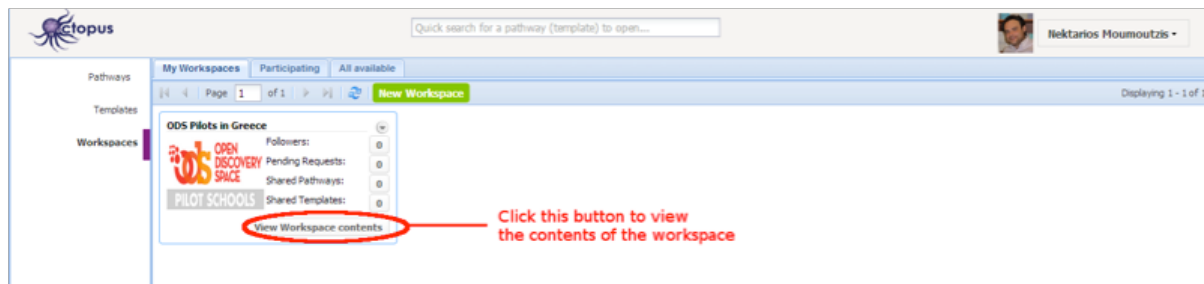 Octopus
Quick search for a pathway (template) to open...
Nektarios Moumoutzis
Pathways
Templates
Workspaces
My Workspaces Participating All available
Page 1 of 1 New Workspace
Displaying 1 - 1 of 1
ODS Pilots in Greece
ods OPEN DISCOVERY SPACE
PILOT SCHOOLS
Followers: 0
Pending Requests: 0
Shared Pathways: 0
Shared Templates: 0
View Workspace contents
Click this button to view
the contents of the workspace